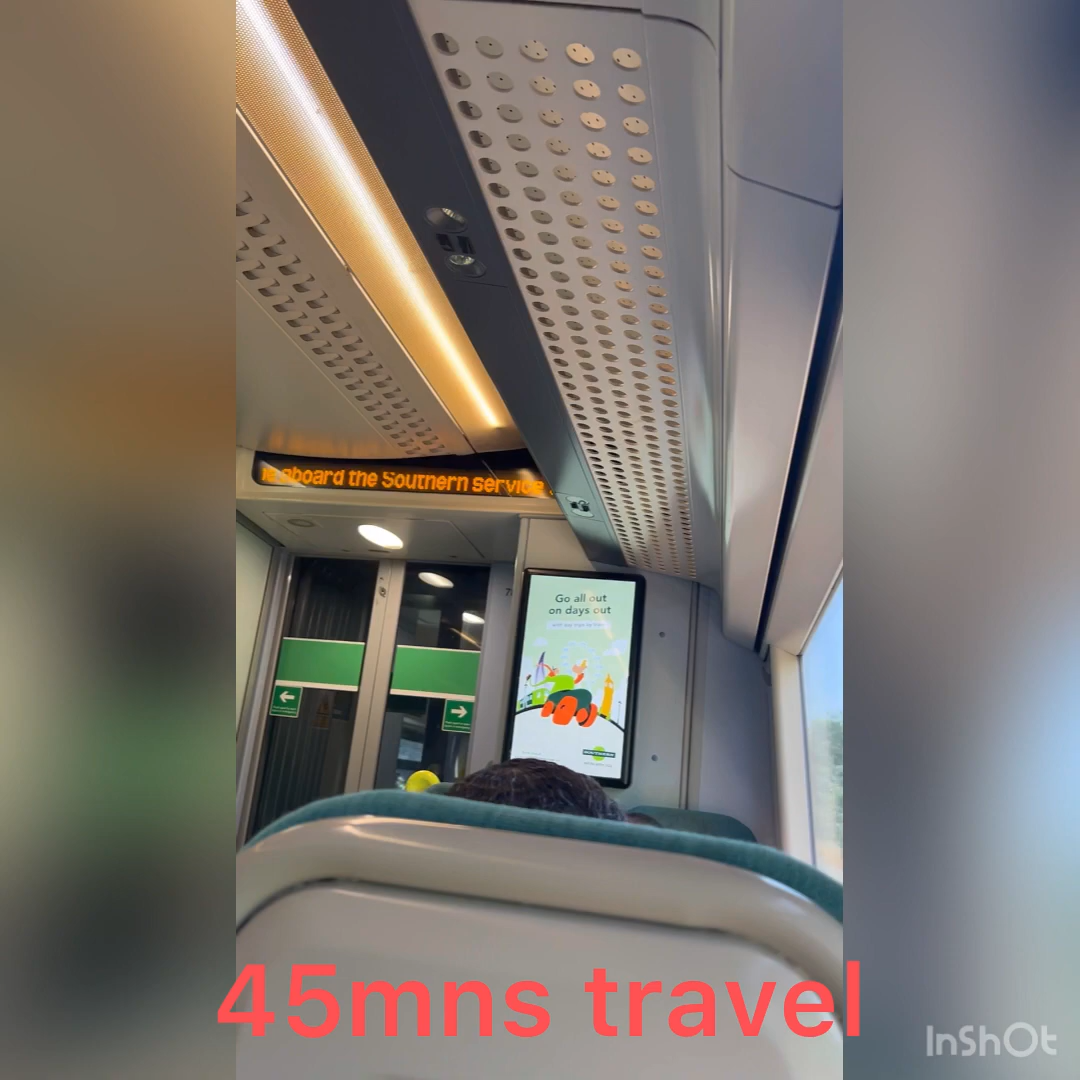 aboard the Southern service
Go all out
on days out
45mns travel
InShOt